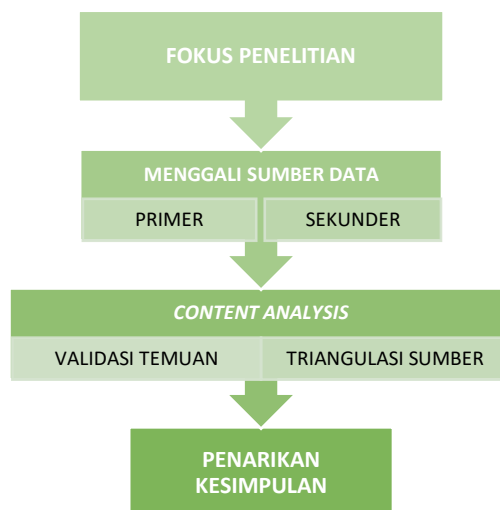 FOKUS PENELITIAN
MENGGALI SUMBER DATA
PRIMER
SEKUNDER
CONTENT ANALYSIS
VALIDASI TEMUAN
TRIANGULASI SUMBER
PENARIKAN
KESIMPULAN